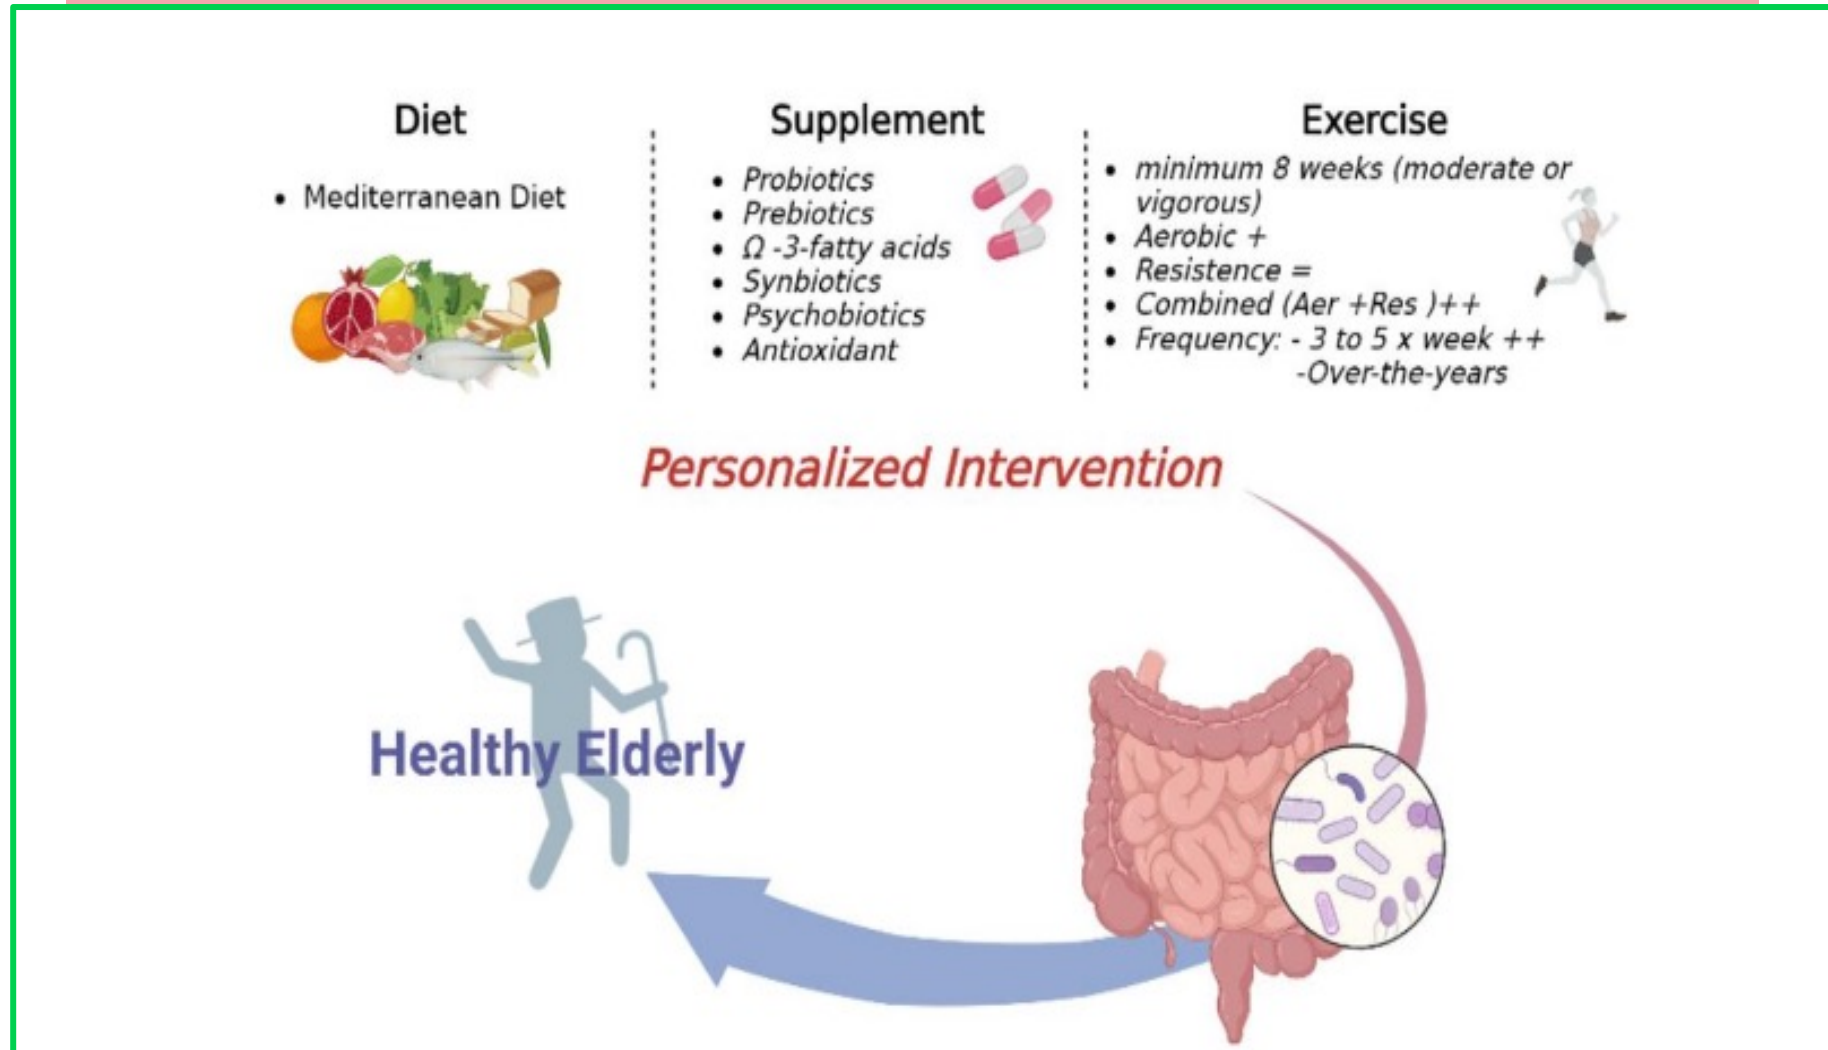 Diet
• Mediterranean Diet
Supplement
• Probiotics
• Prebiotics
• Ω -3-fatty acids
• Synbiotics
• Psychobiotics
• Antioxidant
Exercise
• minimum 8 weeks (moderate or
vigorous)
• Aerobic +
• Resistence =
• Combined (Aer +Res )++
• Frequency: - 3 to 5 x week ++
-Over-the-years
Personalized Intervention
Healthy Elderly